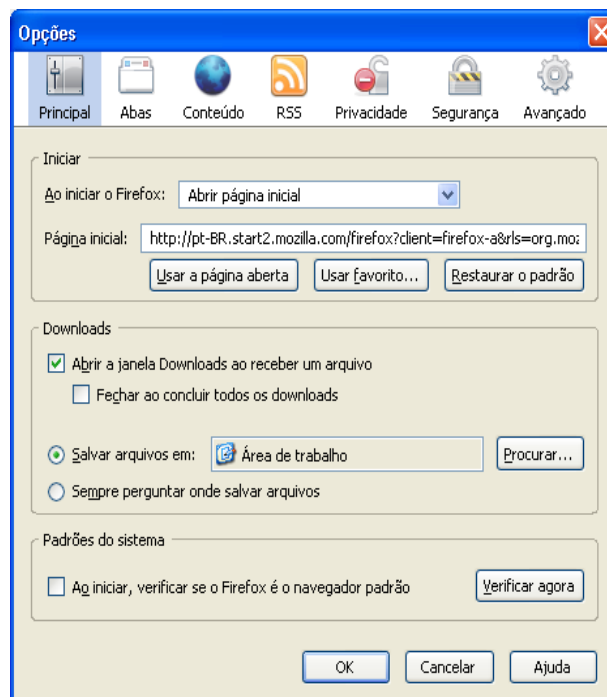 Opções
Principal Abas Conteúdo RSS Privacidade Segurança Avançado
Iniciar
Ao iniciar o Firefox: Abrir página inicial
Página inicial: http://pt-BR.start2.mozilla.com/firefox?client=firefox-a&rls=org.moz
Usar a página aberta Usar favorito... Restaurar o padrão
Downloads
Abrir a janela Downloads ao receber um arquivo
Fechar ao concluir todos os downloads
Salvar arquivos em: Área de trabalho Procurar...
Sempre perguntar onde salvar arquivos
Padrões do sistema
Ao iniciar, verificar se o Firefox é o navegador padrão Verificar agora
OK Cancelar Ajuda